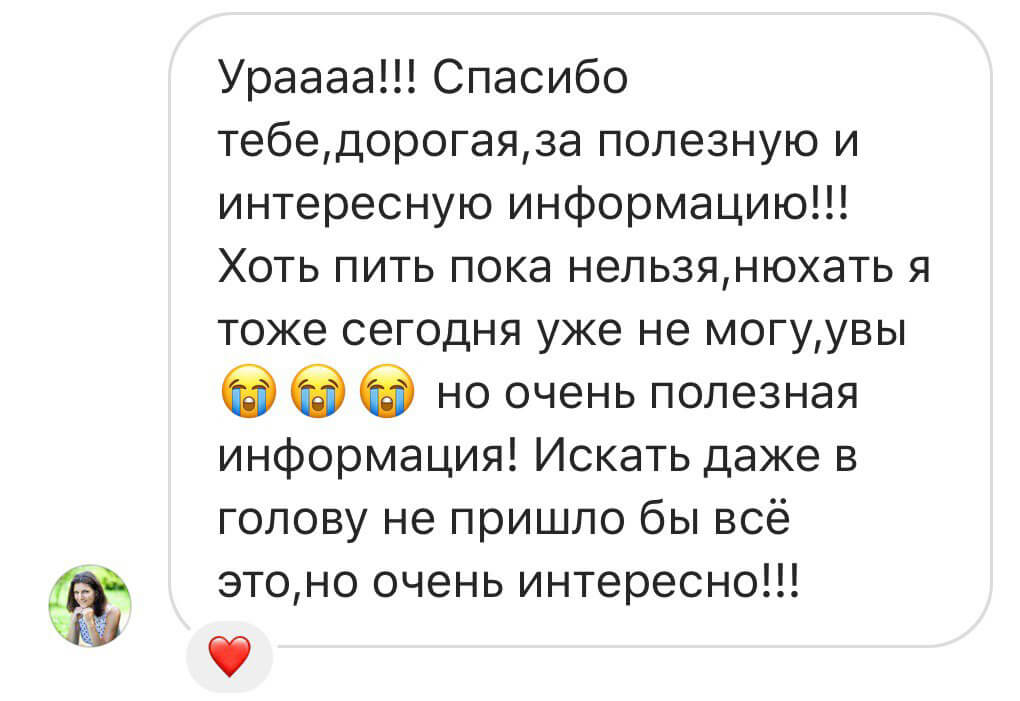 Ураааа!!! Спасибо
тебе,дорогая,за полезную и
интересную информацию!!!
Хоть пить пока нельзя,нюхать я
тоже сегодня уже не могу,увы
😭😭😭 но очень полезная
информация! Искать даже в
голову не пришло бы всё
это,но очень интересно!!!